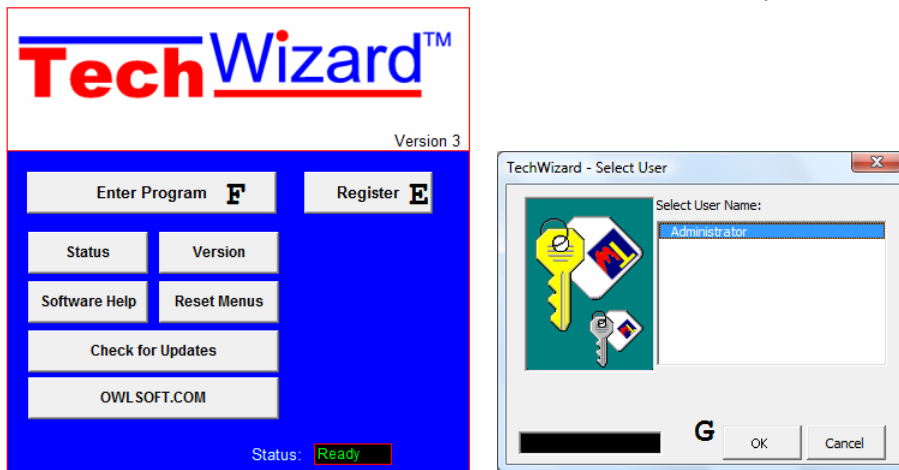 TechWizard™
Version 3
Enter Program F
Register E
Status
Version
Software Help
Reset Menus
Check for Updates
OWLSOFT.COM
Status: Ready
TechWizard - Select User
Select User Name:
Administrator
G
OK
Cancel